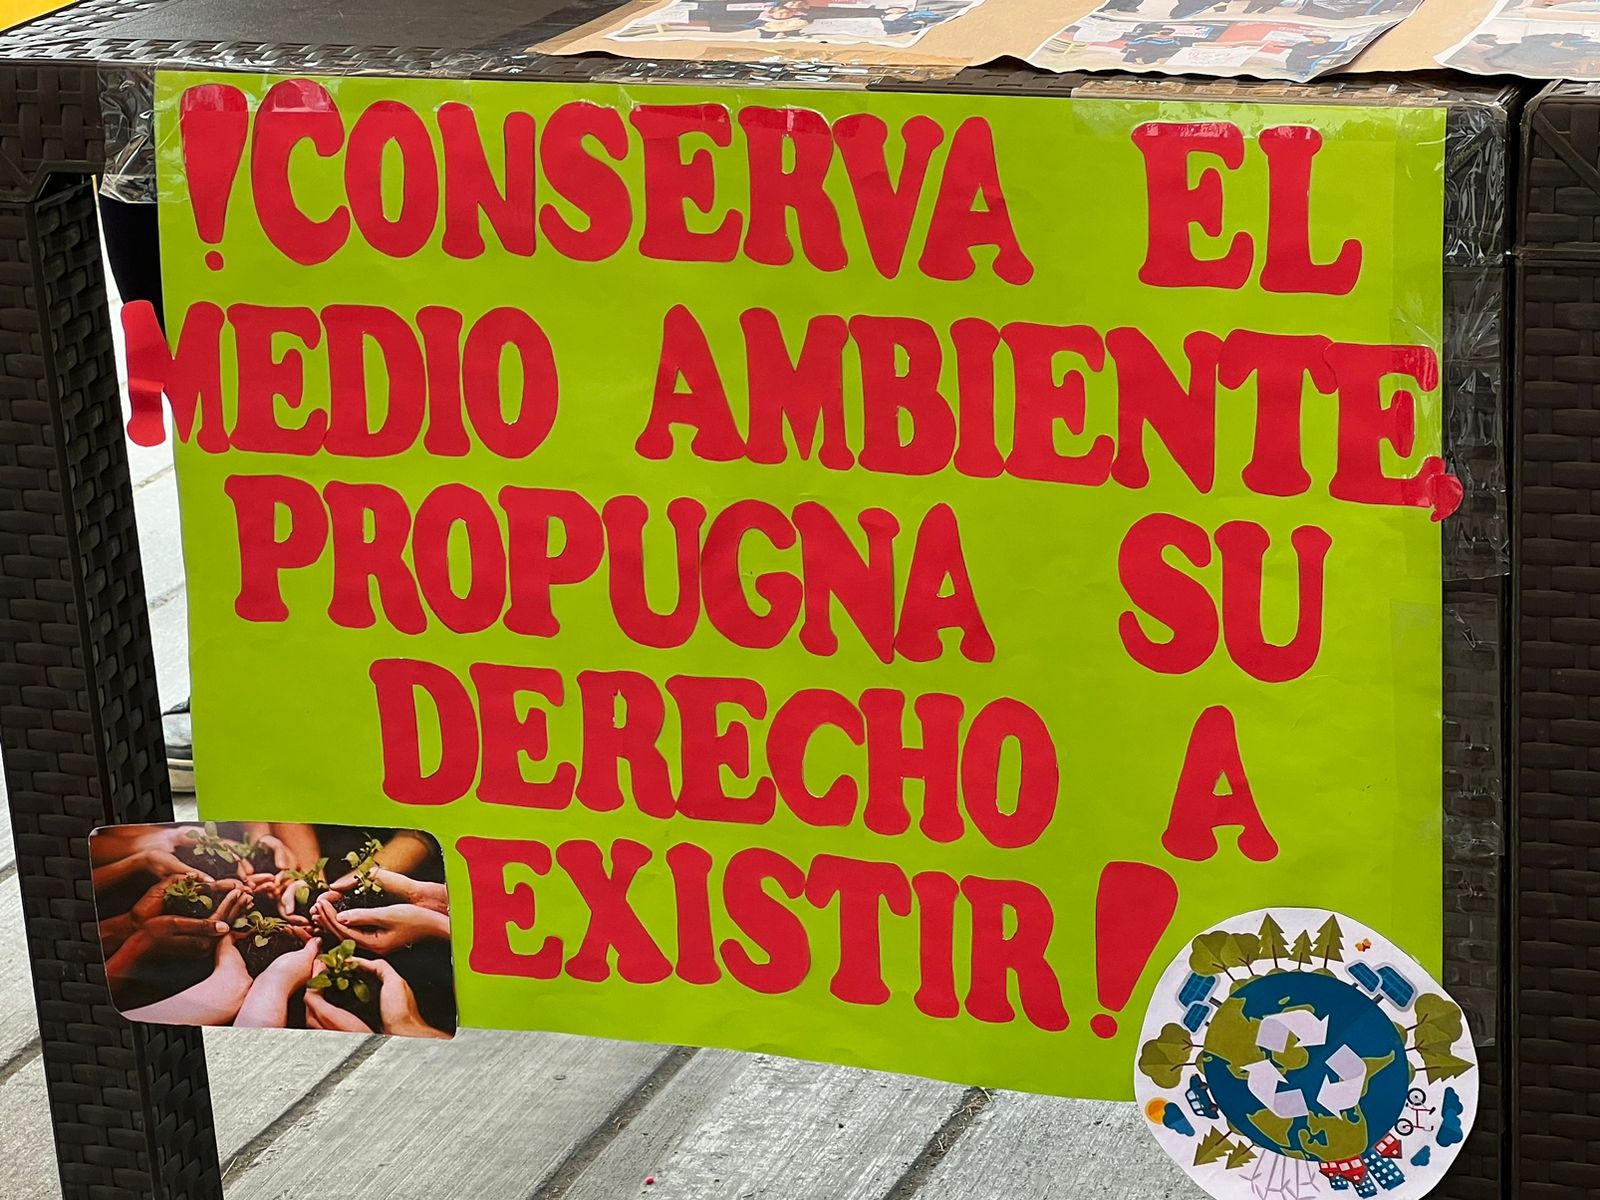 !CONSERVA EL
MEDIO AMBIENTE,
PROPUGNA SU
DERECHO A
EXISTIR!